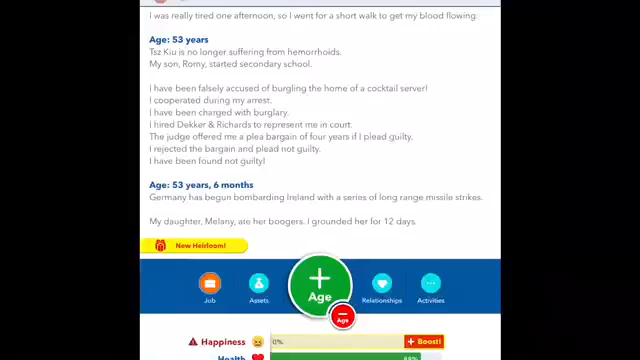 I was really tired one afternoon, so I went for a short walk to get my blood flowing.
Age: 53 years
Tsz Kiu is no longer suffering from hemorrhoids.
My son, Romy, started secondary school.
I have been falsely accused of burgling the home of a cocktail server!
I cooperated during my arrest.
I have been charged with burglary.
I hired Dekker & Richards to represent me in court.
The judge offered me a plea bargain of four years if I plead guilty.
I rejected the bargain and plead not guilty.
I have been found not guilty!
Age: 53 years, 6 months
Germany has begun bombarding Ireland with a series of long range missile strikes.
My daughter, Melany, ate her boogers. I grounded her for 12 days.
New Heirloom!
+
Age
Job
Assets
Relationships
Activities
Age
Happiness
0%
+ Boost!
Health